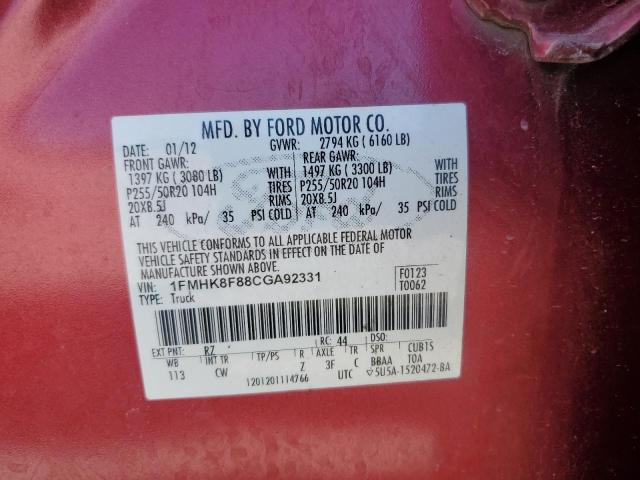 MFD. BY FORD MOTOR CO.
DATE: 01/12 GVWR: 2794 KG ( 6160 LB)
FRONT GAWR: REAR GAWR:
1397 KG ( 3080 LB) WITH 1497 KG ( 3300 LB) WITH
P255/50R20 104H TIRES P255/50R20 104H TIRES
20X8.5J RIMS 20X8.5J RIMS
AT 240 kPa/ 35 PSI COLD AT 240 kPa/ 35 PSI COLD
THIS VEHICLE CONFORMS TO ALL APPLICABLE FEDERAL MOTOR
VEHICLE SAFETY STANDARDS IN EFFECT ON THE DATE OF
MANUFACTURE SHOWN ABOVE.
VIN: 1FMHK8F88CGA92331 F0123
TYPE: Truck T0062
EXT PNT: RZ RC: 44 DSO:
WB INT TR TP/PS R AXLE TR SPR CUBTS
113 CW Z 3F C BBAA TOA
1201201114766 UTC 5U5A-1520472-BA